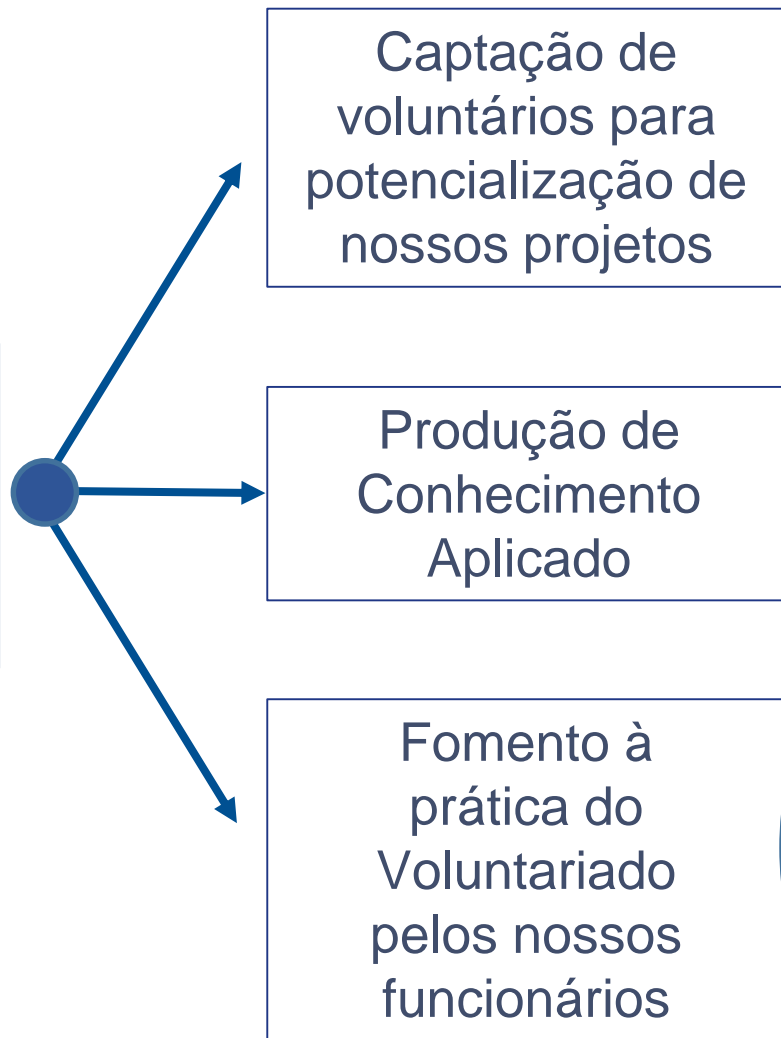 Captação de
voluntários para
potencialização de
nossos projetos
Produção de
Conhecimento
Aplicado
Fomento à
prática do
Voluntariado
pelos nossos
funcionários